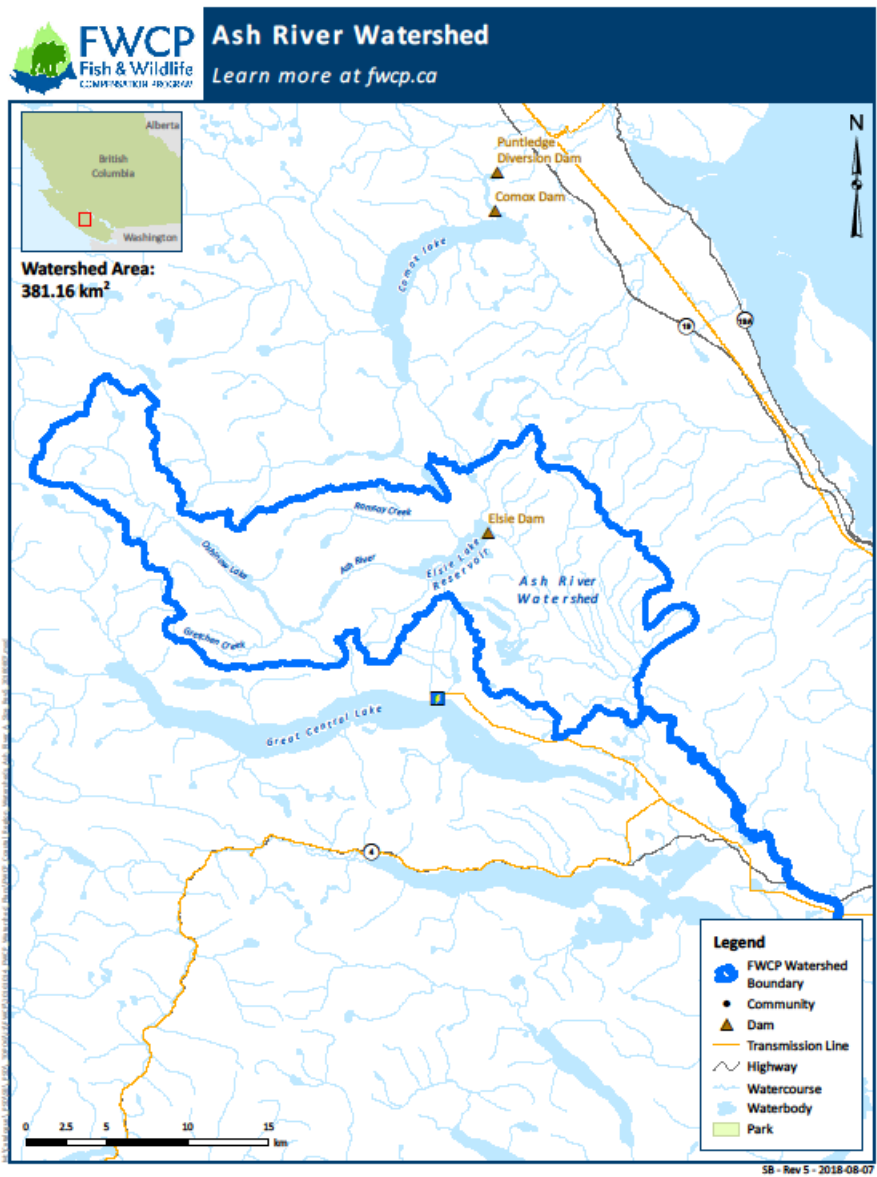 FWCP
Fish & Wildlife
COMPENSATION PROGRAM
Ash River Watershed
Learn more at fwcp.ca
Alberta
British
Columbia
Washington
Watershed Area:
381.16 km²
N
Puntledge
Diversion Dam
Comox Dam
Comox Lake
19
19A
Ramsay Creek
Elsie Dam
Oshinow Lake
Ash River
Elsie Lake
Reservoir
Ash River
Watershed
Gretchen Creek
Great Central Lake
4
Legend
FWCP Watershed
Boundary
Community
Dam
Transmission Line
Highway
Watercourse
Waterbody
Park
0 2.5 5 10 15
km
SB - Rev 5 - 2018-08-07